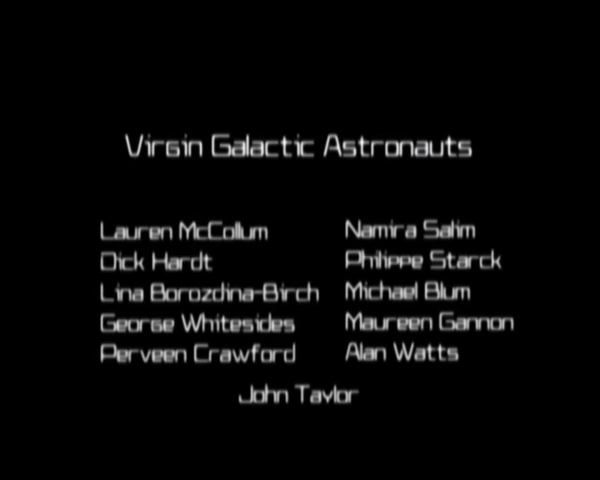 Virgin Galactic Astronauts
Lauren McCollum
Dick Hardt
Lina Borozdina-Birch
George Whitesides
Perveen Crawford
Namira Salim
Philippe Starck
Michael Blum
Maureen Gannon
Alan Watts
John Taylor